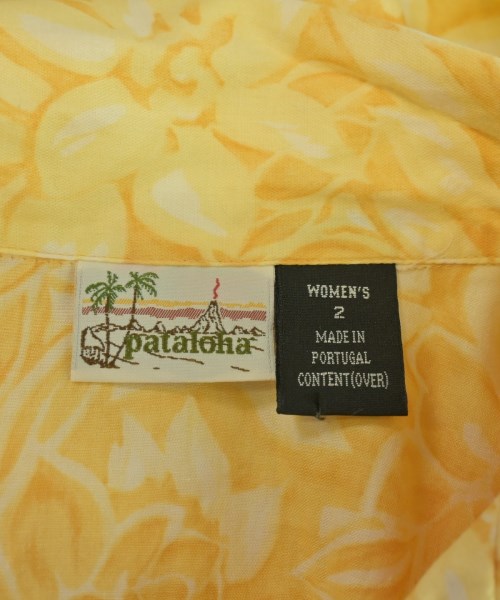 pataloha
WOMEN'S
2
MADE IN
PORTUGAL
CONTENT(OVER)